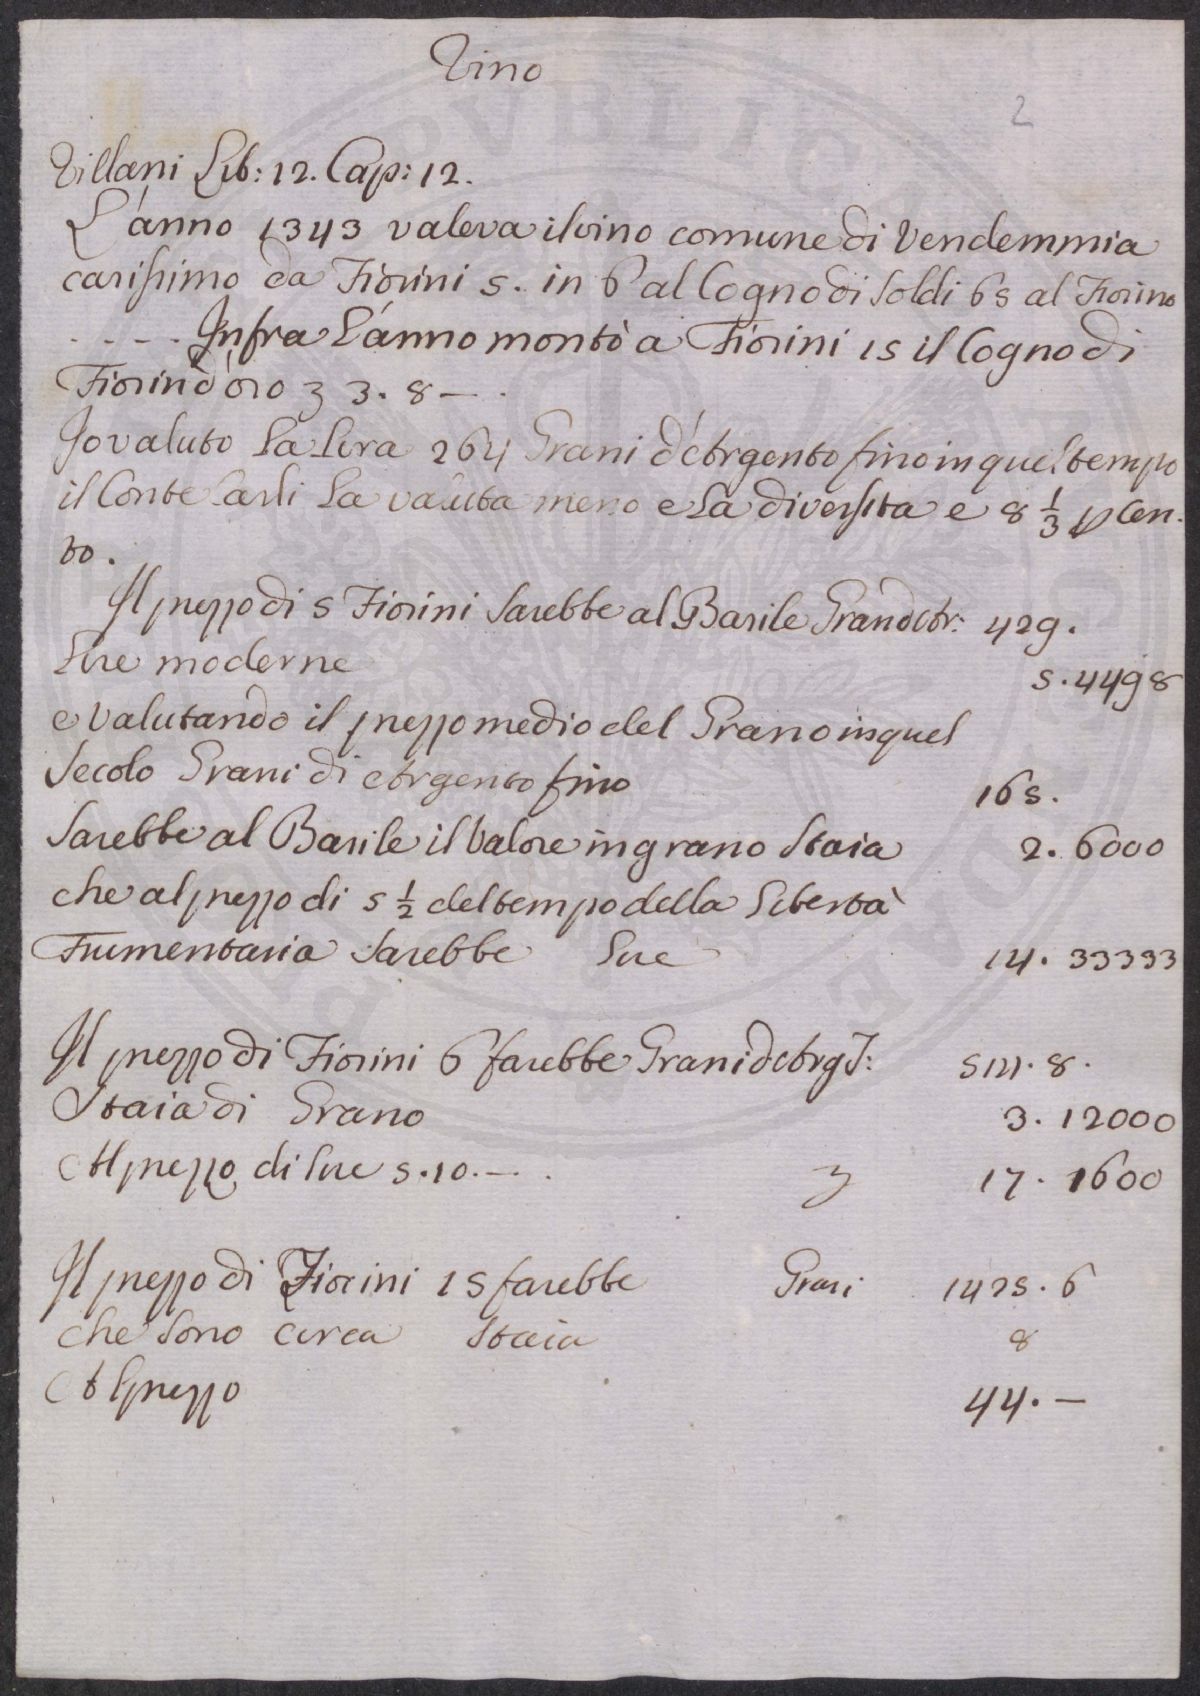 Vino
2
Villani Lib: 12. Cap: 12.
L'anno 1343 valeva il vino comune di Vendemmia
carissimo da Fiorini 5. in 6 al Cogno di Soldi 65 al Fiorino
- - - - . Infra L'anno montò a Fiorini 15 il Cogno di
Fiorin d'oro 3. 8 — .
Io valuto La Lira 264 Grani d'Argento fino in quel tempo
il Conte Carli La valuta meno e La diversita e 8 1/3 p Cen-
to.
Il prezzo di 5 Fiorini Sarebbe al Barile Gran d'Ar: 429.
Lire moderne 5. 4498
e Valutando il prezzo medio del Grano in quel
Secolo Grani di Argento fino 165.
Sarebbe al Barile il Valore in grano Staia 2. 6000
che al prezzo di 5 1/2 del tempo della Libertà
Frumentaria Sarebbe Lire 14. 33333
Il prezzo di Fiorini 6 sarebbe Grani d'Arg F: 514. 8.
Staia di Grano 3. 12000
Al prezzo di Lire 5. 10. — . 17. 1600
Il prezzo di Fiorini 15 sarebbe Grani 1425. 6
che Sono circa Staia 8
Al prezzo 44. —
PVBLICA